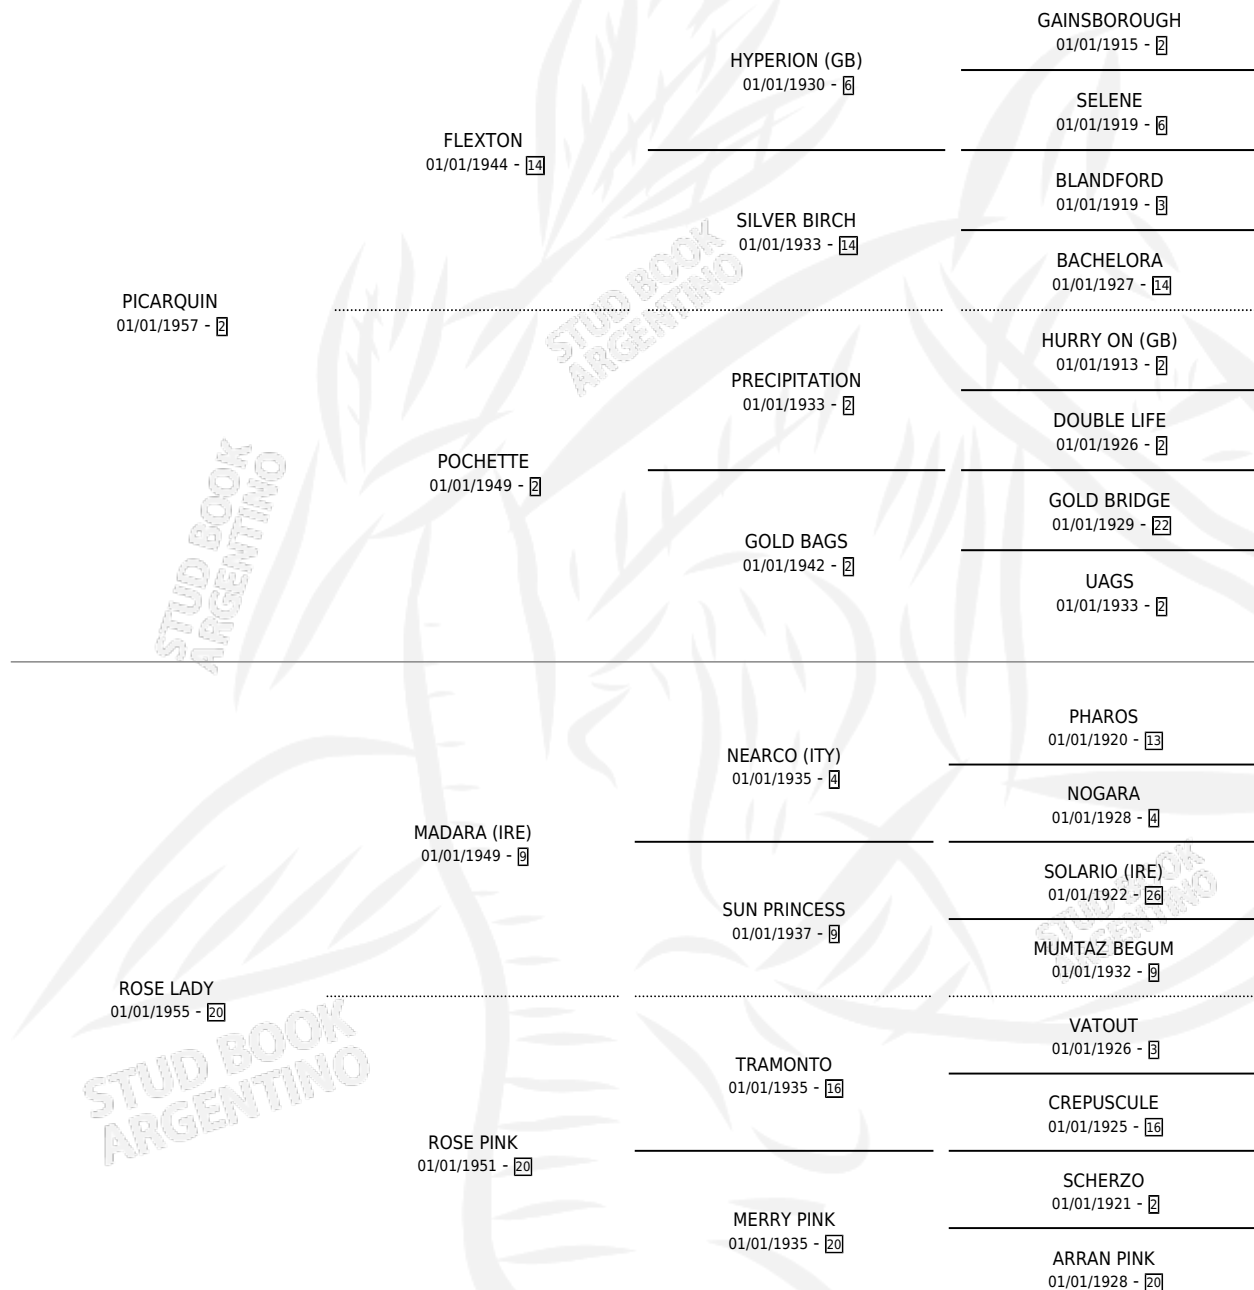 GAINSBOROUGH
01/01/1915 - 2
HYPERION (GB)
01/01/1930 - 6
SELENE
01/01/1919 - 6
FLEXTON
01/01/1944 - 14
BLANDFORD
01/01/1919 - 3
SILVER BIRCH
01/01/1933 - 14
BACHELORA
01/01/1927 - 14
PICARQUIN
01/01/1957 - 2
HURRY ON (GB)
01/01/1913 - 2
PRECIPITATION
01/01/1933 - 2
DOUBLE LIFE
01/01/1926 - 2
POCHETTE
01/01/1949 - 2
GOLD BRIDGE
01/01/1929 - 22
GOLD BAGS
01/01/1942 - 2
UAGS
01/01/1933 - 2
PHAROS
01/01/1920 - 13
NEARCO (ITY)
01/01/1935 - 4
NOGARA
01/01/1928 - 4
MADARA (IRE)
01/01/1949 - 9
SOLARIO (IRE)
01/01/1922 - 26
SUN PRINCESS
01/01/1937 - 9
MUMTAZ BEGUM
01/01/1932 - 9
ROSE LADY
01/01/1955 - 20
VATOUT
01/01/1926 - 3
TRAMONTO
01/01/1935 - 16
CREPUSCULE
01/01/1925 - 16
ROSE PINK
01/01/1951 - 20
SCHERZO
01/01/1921 - 2
MERRY PINK
01/01/1935 - 20
ARRAN PINK
01/01/1928 - 20
STUD BOOK
ARGENTINO
STUD BOOK
ARGENTINO
STUD BOOK
ARGENTINO
STUD BOOK
ARGENTINO